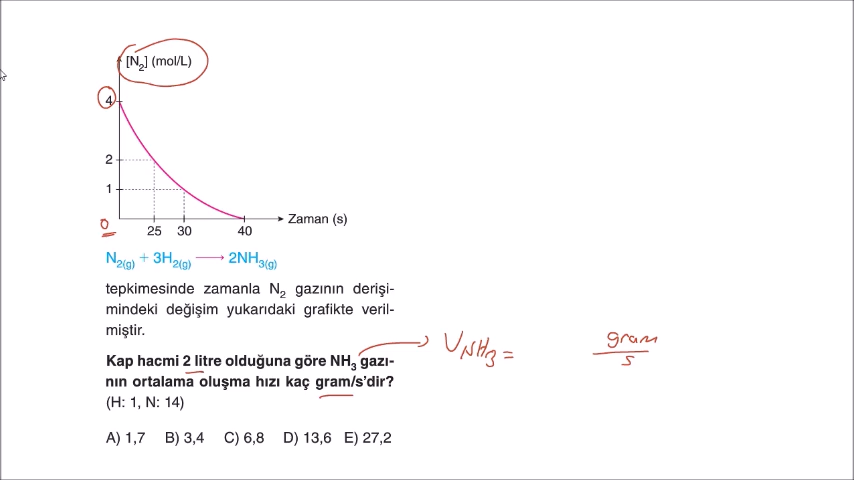 [N₂] (mol/L)
4
2
1
0
25 30 40 Zaman (s)
N₂(g) + 3H₂(g) ⟶ 2NH₃(g)
tepkimesinde zamanla N₂ gazının derişi-
mindeki değişim yukarıdaki grafikte veril-
miştir.
Kap hacmi 2 litre olduğuna göre NH₃ gazı-
nın ortalama oluşma hızı kaç gram/s'dir?
(H: 1, N: 14)
A) 1,7 B) 3,4 C) 6,8 D) 13,6 E) 27,2
V NH₃ = gram
s